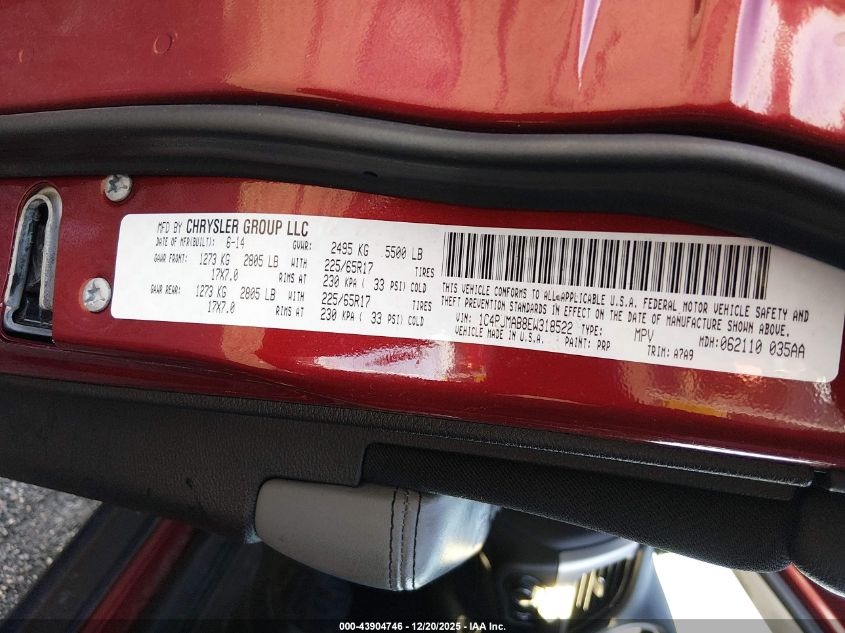 MFD BY CHRYSLER GROUP LLC
DATE OF MFR(BUILT): 6-14 GVWR: 2495 KG 5500 LB
GAWR FRONT: 1273 KG 2805 LB WITH 225/65R17 TIRES
17X7.0 RIMS AT 230 KPA ( 33 PSI) COLD
GAWR REAR: 1273 KG 2805 LB WITH 225/65R17 TIRES
17X7.0 RIMS AT 230 KPA ( 33 PSI) COLD
THIS VEHICLE CONFORMS TO ALL APPLICABLE U.S.A. FEDERAL MOTOR VEHICLE SAFETY AND
THEFT PREVENTION STANDARDS IN EFFECT ON THE DATE OF MANUFACTURE SHOWN ABOVE.
VIN: 1C4PJMAB8EW318522 TYPE: MPV MDH: 062110 035AA
VEHICLE MADE IN U.S.A. PAINT: PRP TRIM: A7A9
000-43904746 - 12/20/2025 - IAA Inc.